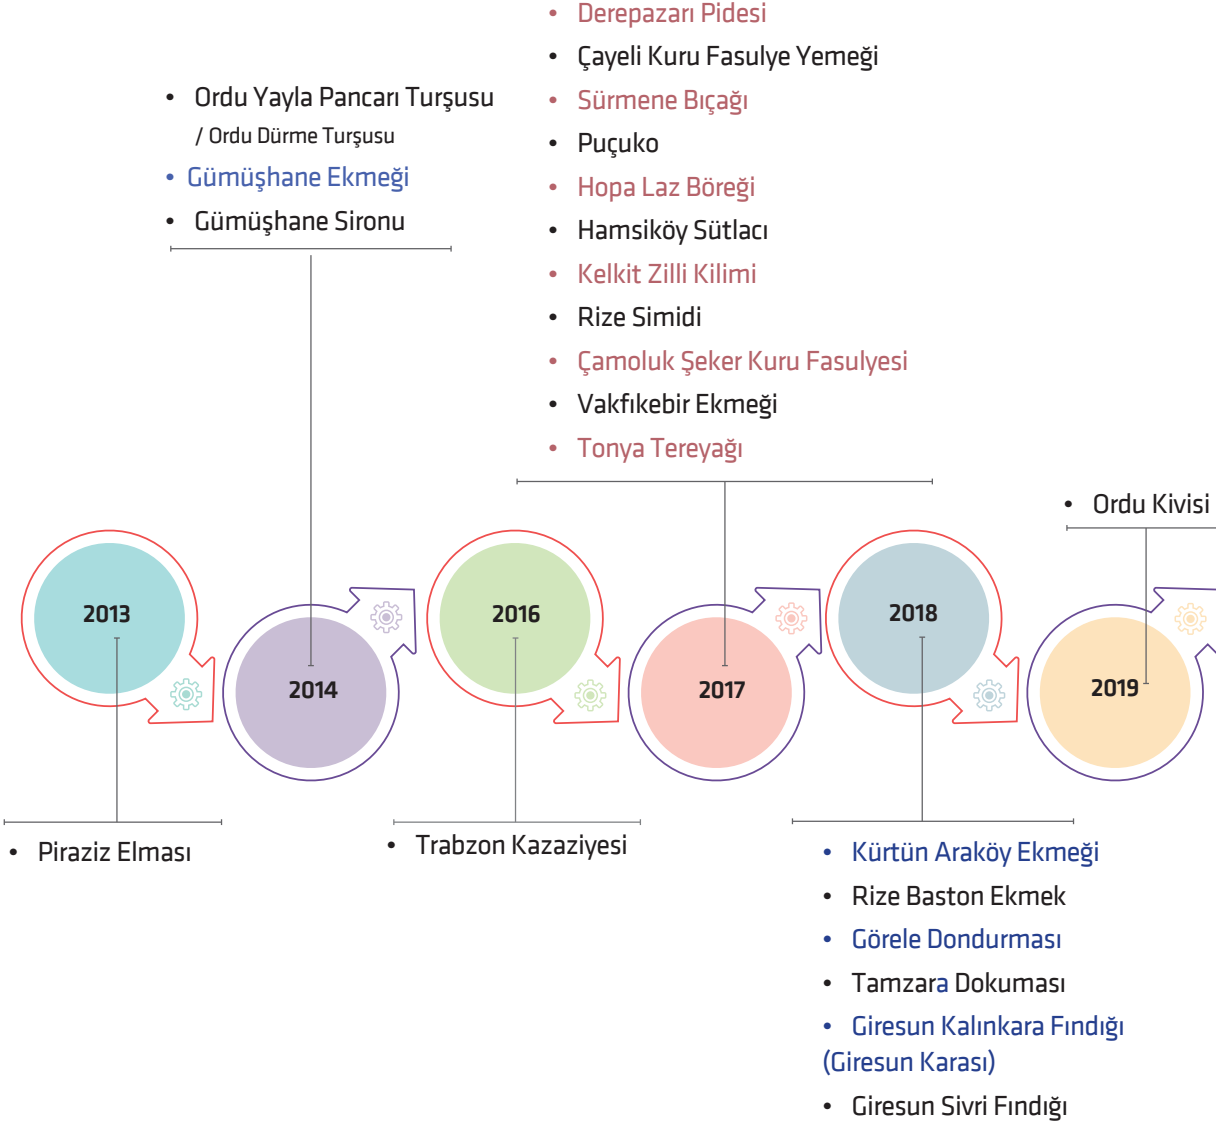 • Derepazarı Pidesi
• Çayeli Kuru Fasulye Yemeği
• Sürmene Bıçağı
• Puçuko
• Hopa Laz Böreği
• Hamsiköy Sütlacı
• Kelkit Zilli Kilimi
• Rize Simidi
• Çamoluk Şeker Kuru Fasulyesi
• Vakfıkebir Ekmeği
• Tonya Tereyağı
• Ordu Yayla Pancarı Turşusu
/ Ordu Dürme Turşusu
• Gümüşhane Ekmeği
• Gümüşhane Sironu
• Ordu Kivisi
2013
2014
2016
2017
2018
2019
• Piraziz Elması
• Trabzon Kazaziyesi
• Kürtün Araköy Ekmeği
• Rize Baston Ekmek
• Görele Dondurması
• Tamzara Dokuması
• Giresun Kalınkara Fındığı
(Giresun Karası)
• Giresun Sivri Fındığı